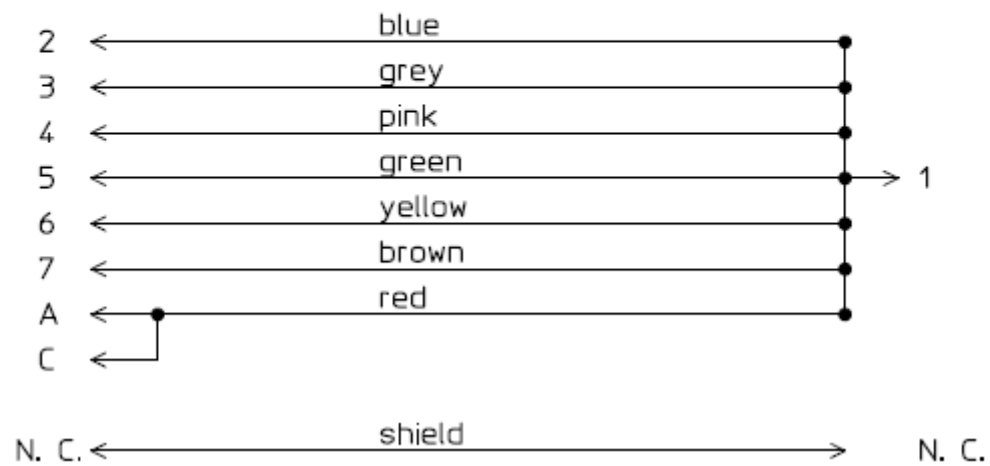 blue
2
grey
3
pink
4
green
5 1
yellow
6
brown
7
red
A
C
shield
N. C. N. C.